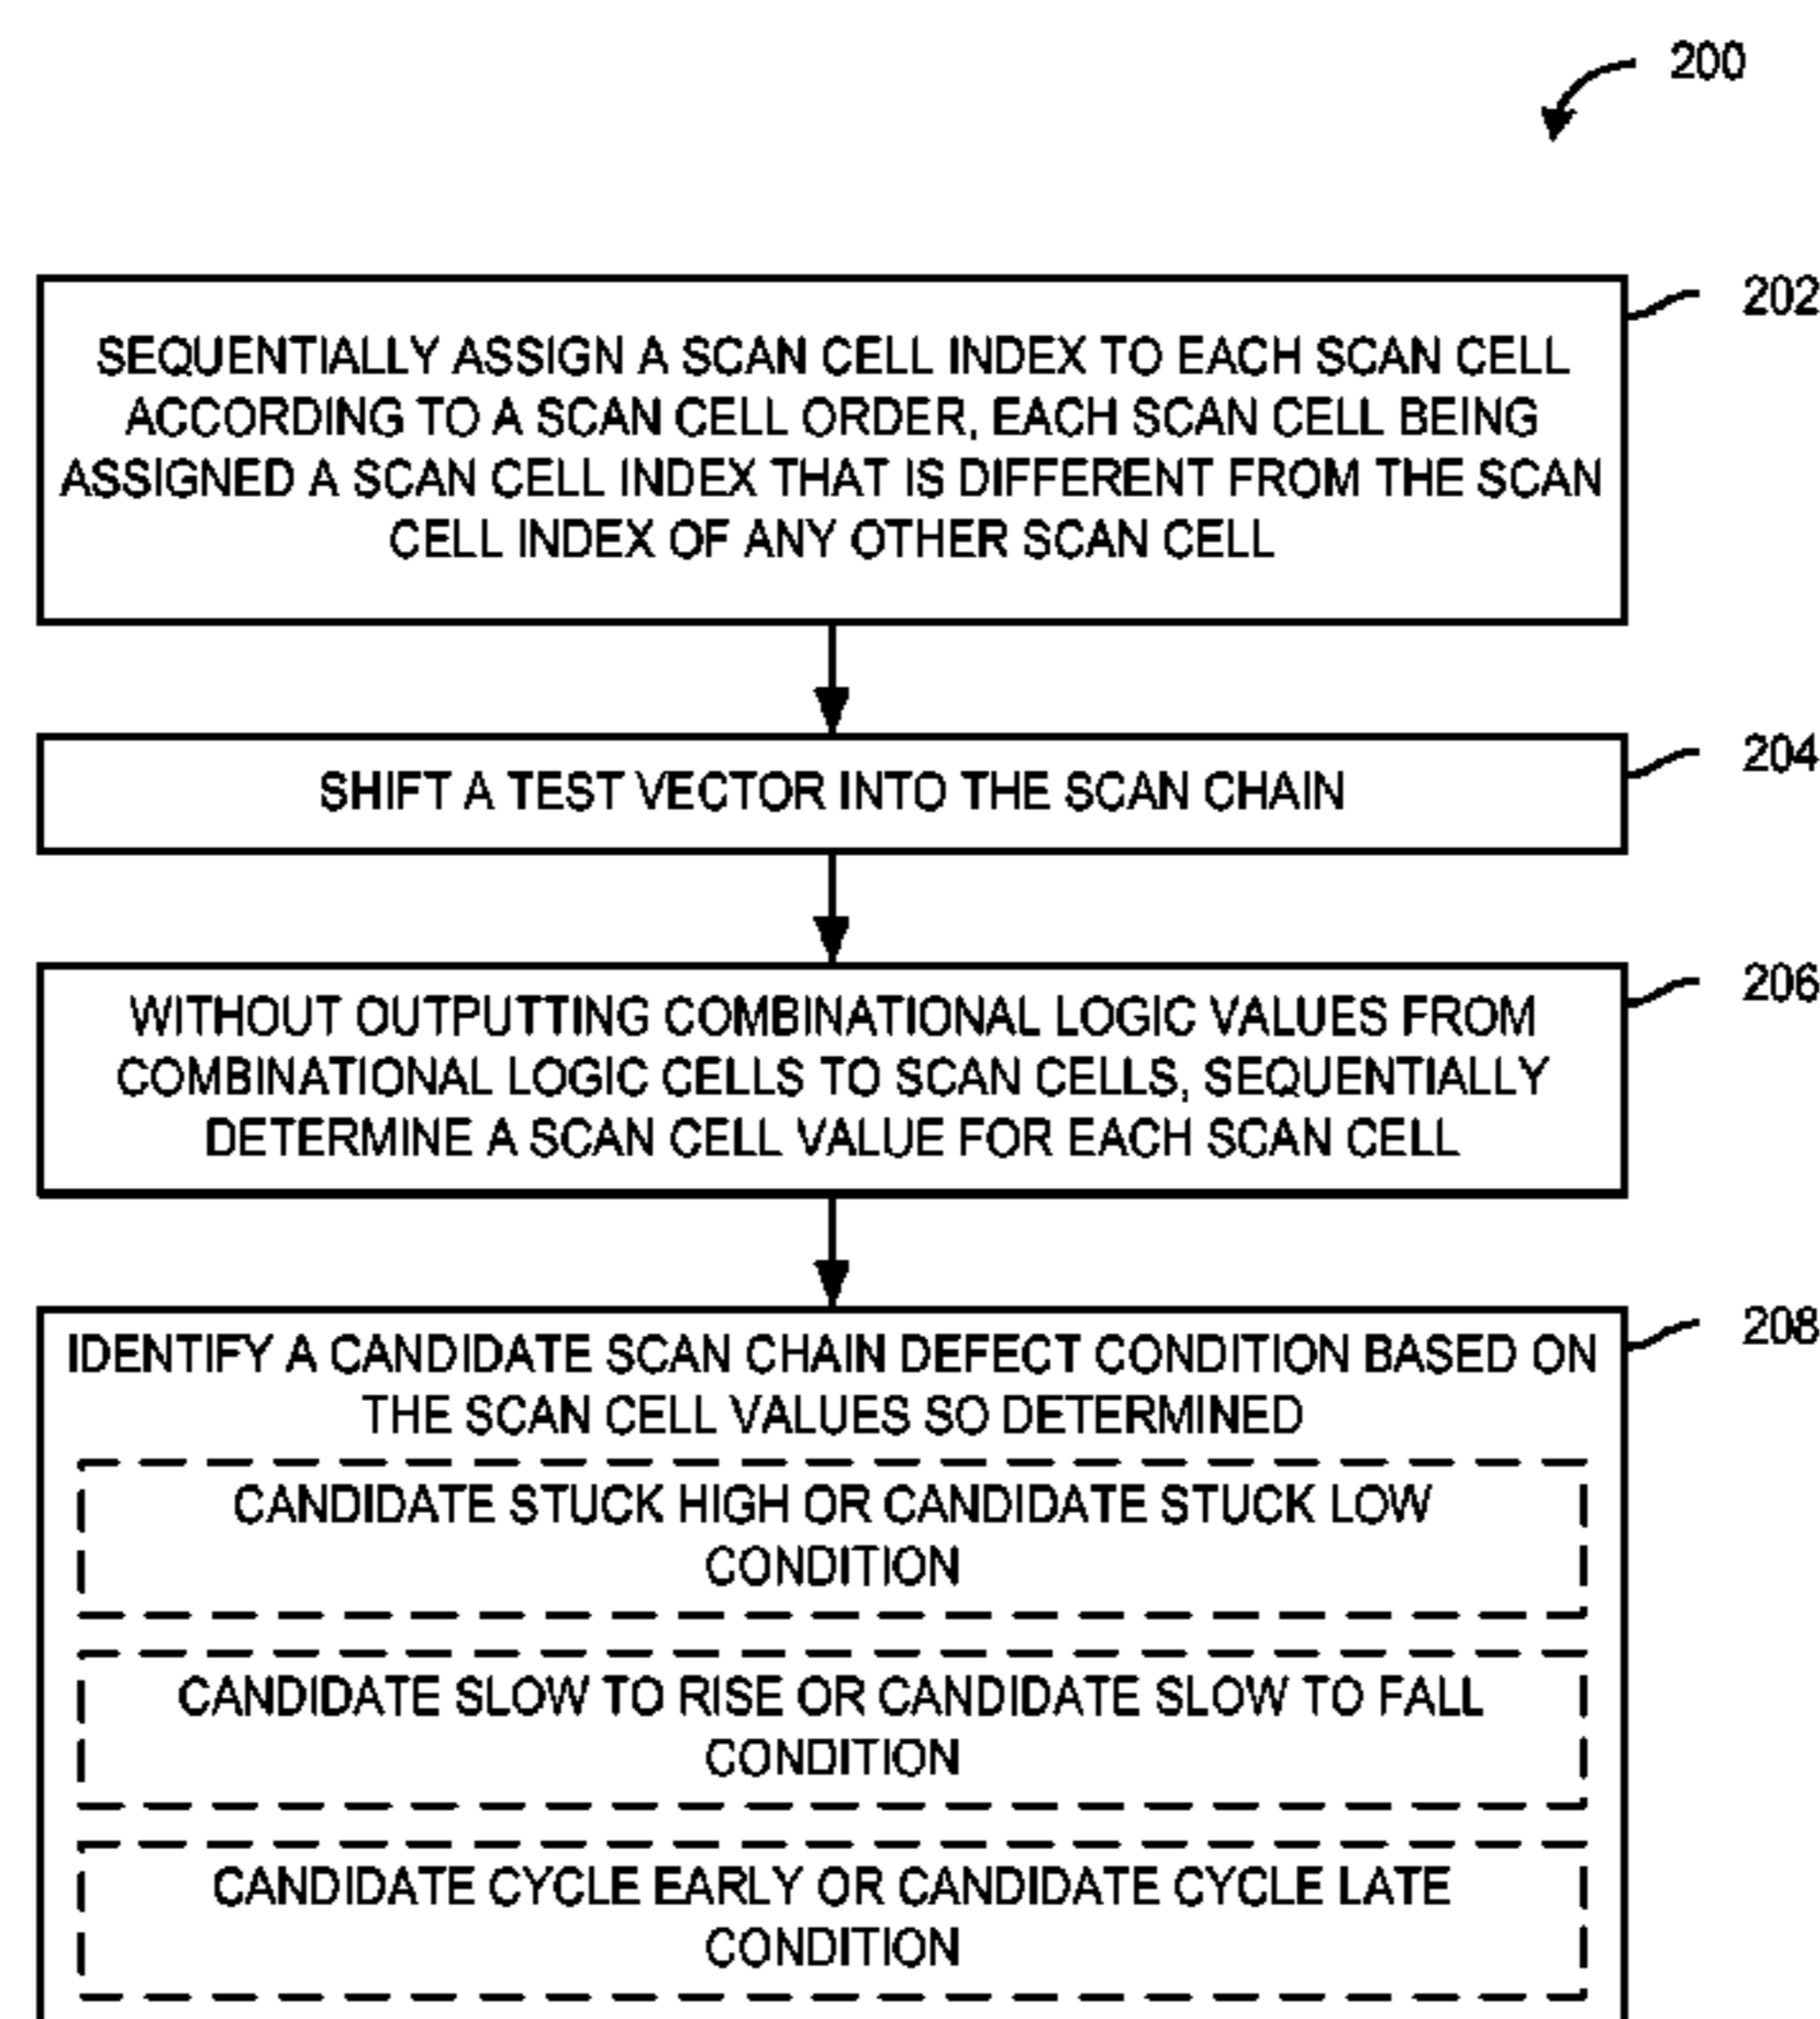 200
202
SEQUENTIALLY ASSIGN A SCAN CELL INDEX TO EACH SCAN CELL
ACCORDING TO A SCAN CELL ORDER, EACH SCAN CELL BEING
ASSIGNED A SCAN CELL INDEX THAT IS DIFFERENT FROM THE SCAN
CELL INDEX OF ANY OTHER SCAN CELL
204
SHIFT A TEST VECTOR INTO THE SCAN CHAIN
206
WITHOUT OUTPUTTING COMBINATIONAL LOGIC VALUES FROM
COMBINATIONAL LOGIC CELLS TO SCAN CELLS, SEQUENTIALLY
DETERMINE A SCAN CELL VALUE FOR EACH SCAN CELL
208
IDENTIFY A CANDIDATE SCAN CHAIN DEFECT CONDITION BASED ON
THE SCAN CELL VALUES SO DETERMINED
CANDIDATE STUCK HIGH OR CANDIDATE STUCK LOW
CONDITION
CANDIDATE SLOW TO RISE OR CANDIDATE SLOW TO FALL
CONDITION
CANDIDATE CYCLE EARLY OR CANDIDATE CYCLE LATE
CONDITION